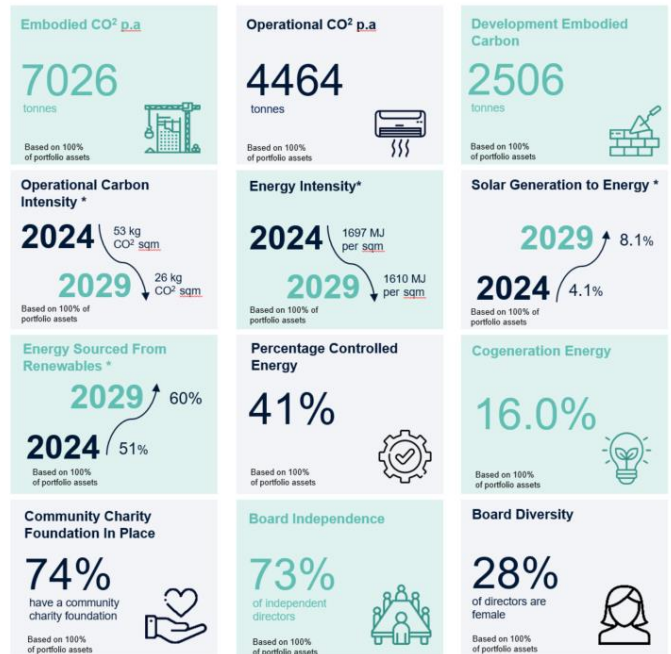 Embodied CO² p.a
7026
tonnes
Based on 100%
of portfolio assets
Operational CO² p.a
4464
tonnes
Based on 100%
of portfolio assets
Development Embodied
Carbon
2506
tonnes
Based on 100%
of portfolio assets
Operational Carbon
Intensity *
2024
53 kg
CO² sqm
2029
26 kg
CO² sqm
Based on 100% of
portfolio assets
Energy Intensity*
2024
1697 MJ
per sqm
2029
1610 MJ
per sqm
Based on 100% of
portfolio assets
Solar Generation to Energy *
2029
8.1%
2024
4.1%
Based on 100% of
portfolio assets
Energy Sourced From
Renewables *
2029
60%
2024
51%
Based on 100%
of portfolio assets
Percentage Controlled
Energy
41%
Based on 100%
of portfolio assets
Cogeneration Energy
16.0%
Based on 100%
of portfolio assets
Community Charity
Foundation In Place
74%
have a community
charity foundation
Based on 100%
of portfolio assets
Board Independence
73%
of independent
directors
Based on 100%
of portfolio assets
Board Diversity
28%
of directors are
female
Based on 100%
of portfolio assets